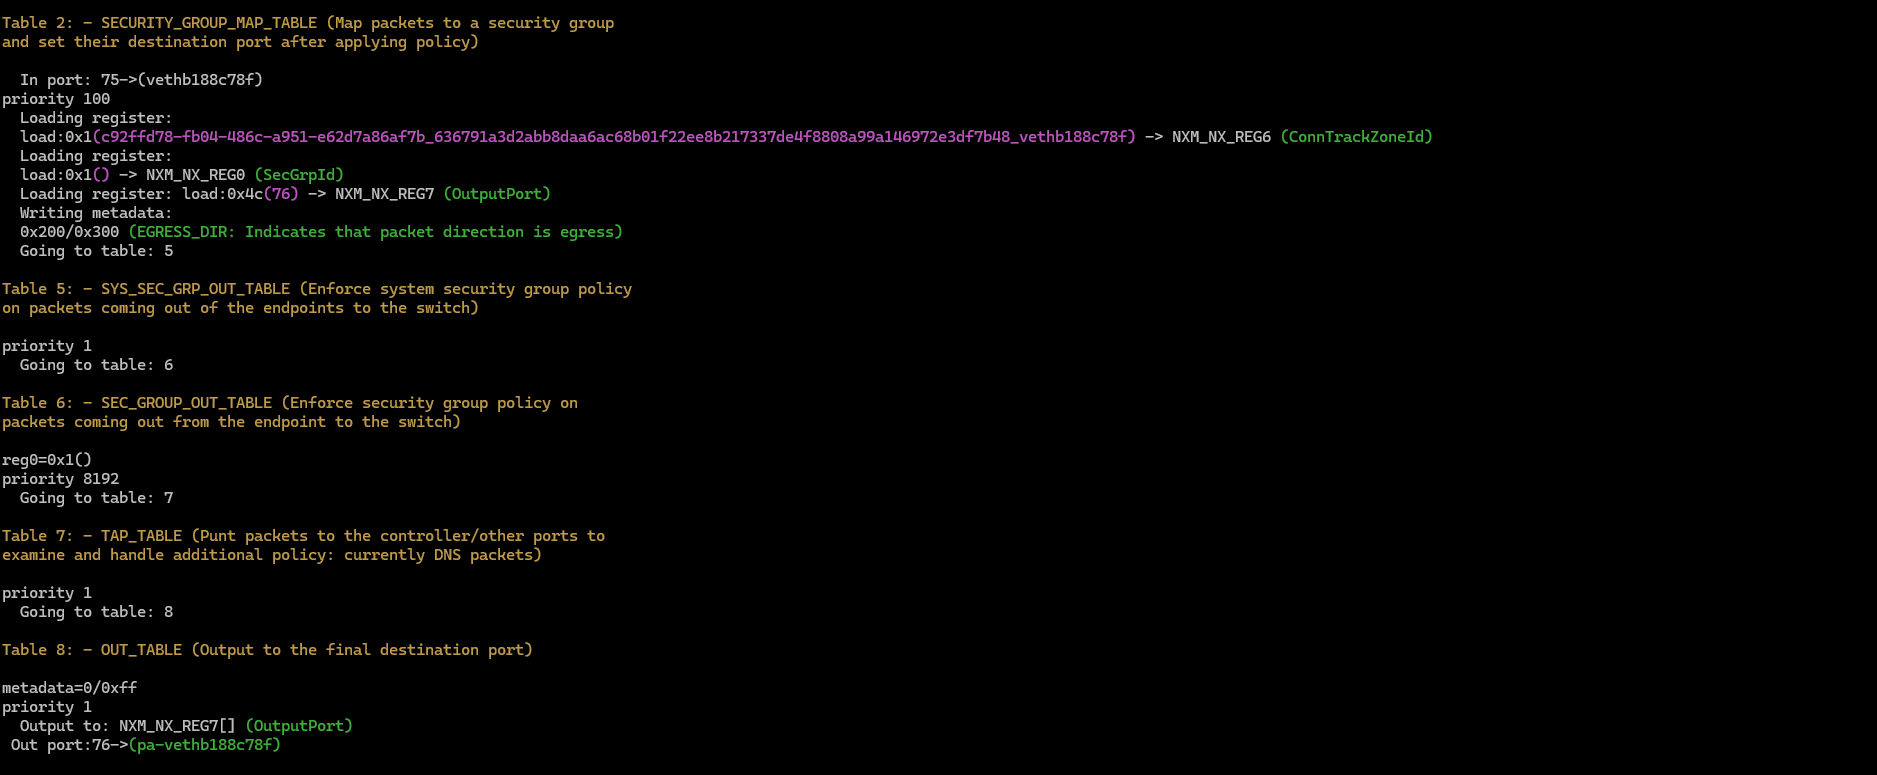 Table 2: - SECURITY_GROUP_MAP_TABLE (Map packets to a security group
and set their destination port after applying policy)
In port: 75->(vethb188c78f)
priority 100
Loading register:
load:0x1(c92ffd78-fb04-486c-a951-e62d7a86af7b_636791a3d2abb8daa6ac68b01f22ee8b217337de4f8808a99a146972e3df7b48_vethb188c78f) -> NXM_NX_REG6 (ConnTrackZoneId)
Loading register:
load:0x1() -> NXM_NX_REG0 (SecGrpId)
Loading register: load:0x4c(76) -> NXM_NX_REG7 (OutputPort)
Writing metadata:
0x200/0x300 (EGRESS_DIR: Indicates that packet direction is egress)
Going to table: 5
Table 5: - SYS_SEC_GRP_OUT_TABLE (Enforce system security group policy
on packets coming out of the endpoints to the switch)
priority 1
Going to table: 6
Table 6: - SEC_GROUP_OUT_TABLE (Enforce security group policy on
packets coming out from the endpoint to the switch)
reg0=0x1()
priority 8192
Going to table: 7
Table 7: - TAP_TABLE (Punt packets to the controller/other ports to
examine and handle additional policy: currently DNS packets)
priority 1
Going to table: 8
Table 8: - OUT_TABLE (Output to the final destination port)
metadata=0/0xff
priority 1
Output to: NXM_NX_REG7[] (OutputPort)
Out port:76->(pa-vethb188c78f)